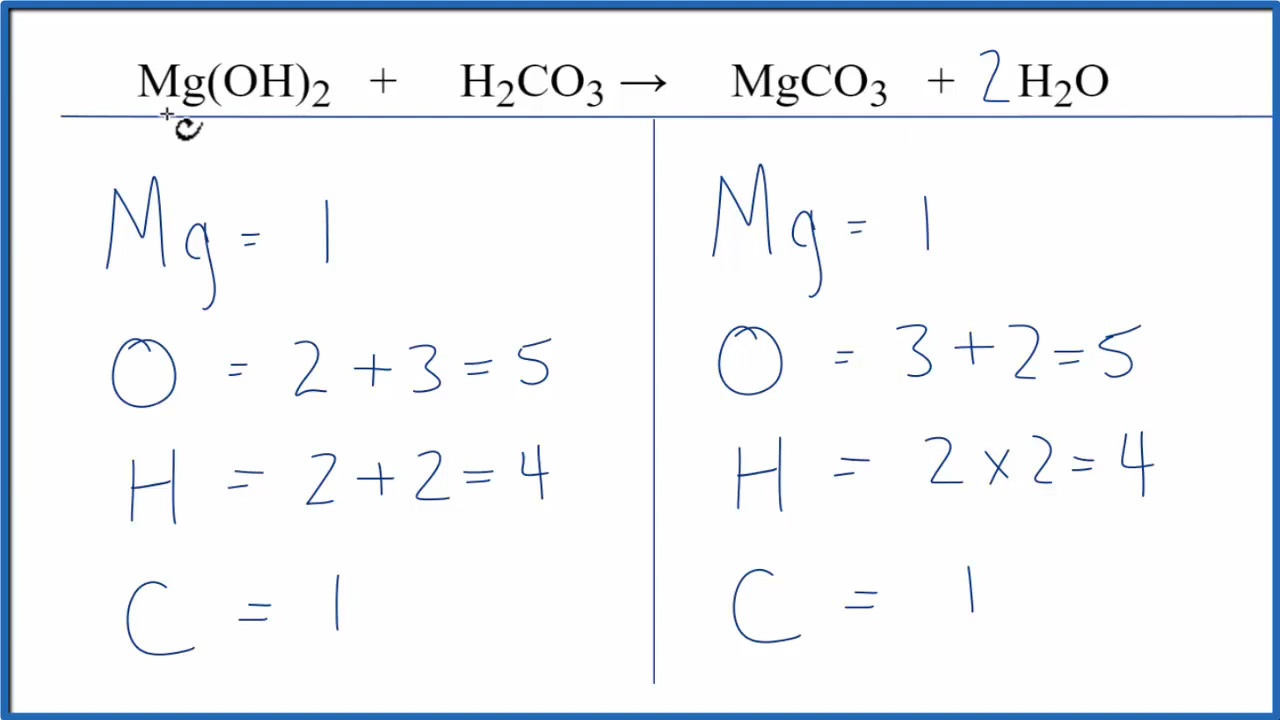 Mg(OH)2 + H2CO3 → MgCO3 + 2 H2O
Mg = 1
O = 2 + 3 = 5
H = 2 + 2 = 4
C = 1
Mg = 1
O = 3 + 2 = 5
H = 2 x 2 = 4
C = 1